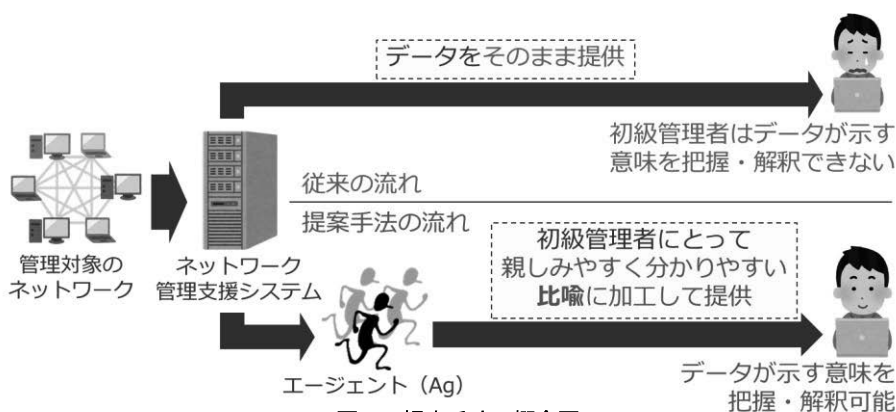 データをそのまま提供
初級管理者はデータが示す
意味を把握・解釈できない
従来の流れ
提案手法の流れ
管理対象の
ネットワーク
ネットワーク
管理支援システム
初級管理者にとって
親しみやすく分かりやすい
比喩に加工して提供
エージェント（Ag）
データが示す意味を
把握・解釈可能